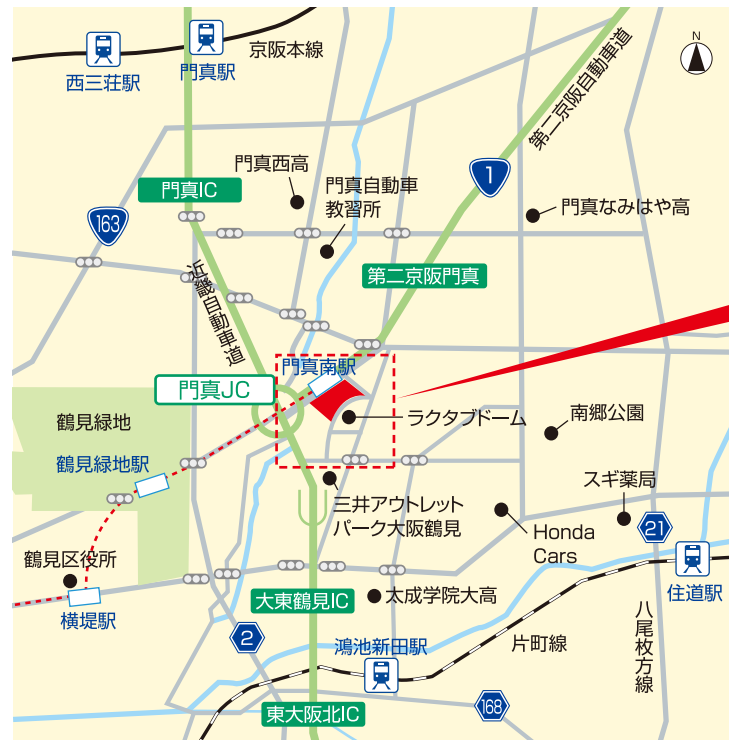 京阪本線
N
西三荘駅
門真駅
第二京阪自動車道
門真西高
門真自動車
教習所
1
門真IC
163
門真なみはや高
近畿自動車道
第二京阪門真
門真南駅
門真JC
鶴見緑地
ラクタブドーム
南郷公園
鶴見緑地駅
三井アウトレット
パーク大阪鶴見
スギ薬局
Honda
Cars
21
鶴見区役所
横堤駅
大東鶴見IC
太成学院大高
住道駅
八尾枚方線
2
鴻池新田駅
片町線
東大阪北IC
168